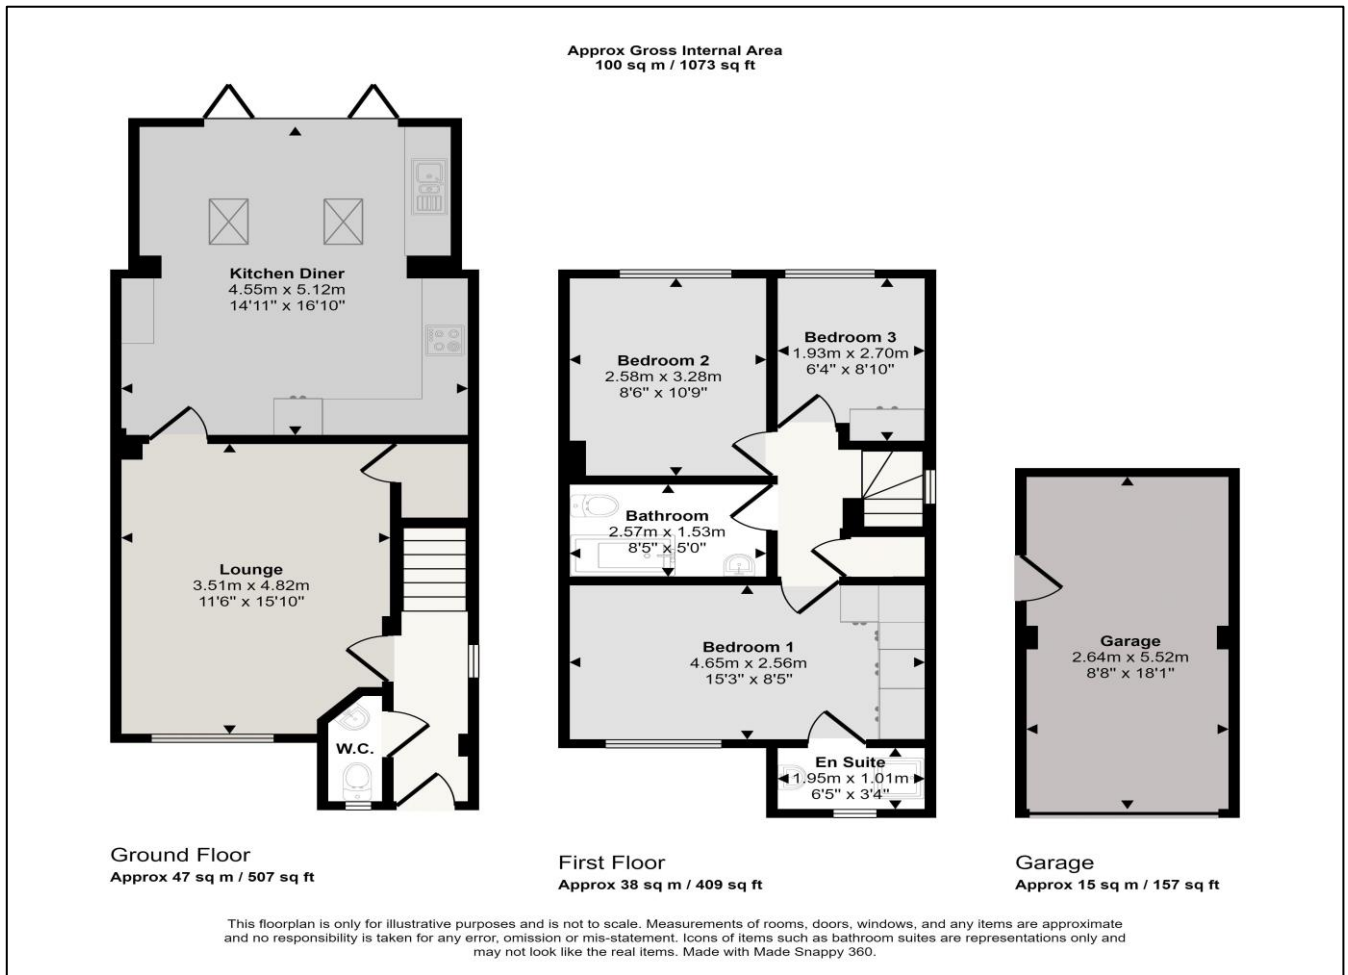 Approx Gross Internal Area
100 sq m / 1073 sq ft
Kitchen Diner
4.55m x 5.12m
14'11" x 16'10"
Lounge
3.51m x 4.82m
11'6" x 15'10"
W.C.
Ground Floor
Approx 47 sq m / 507 sq ft
Bedroom 2
2.58m x 3.28m
8'6" x 10'9"
Bedroom 3
1.93m x 2.70m
6'4" x 8'10"
Bathroom
2.57m x 1.53m
8'5" x 5'0"
Bedroom 1
4.65m x 2.56m
15'3" x 8'5"
En Suite
1.95m x 1.01m
6'5" x 3'4"
First Floor
Approx 38 sq m / 409 sq ft
Garage
2.64m x 5.52m
8'8" x 18'1"
Garage
Approx 15 sq m / 157 sq ft
This floorplan is only for illustrative purposes and is not to scale. Measurements of rooms, doors, windows, and any items are approximate
and no responsibility is taken for any error, omission or mis-statement. Icons of items such as bathroom suites are representations only and
may not look like the real items. Made with Made Snappy 360.